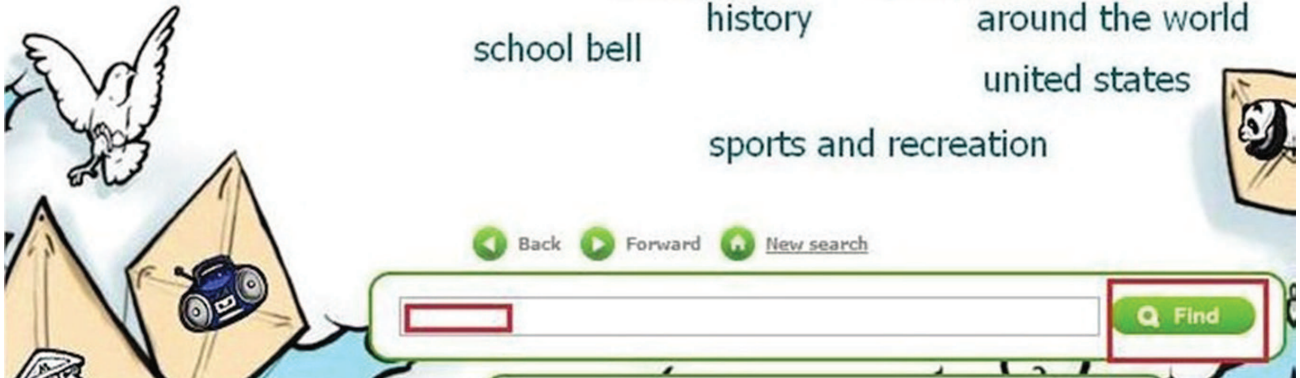 history
around the world
school bell
united states
sports and recreation
Back Forward New search
Find